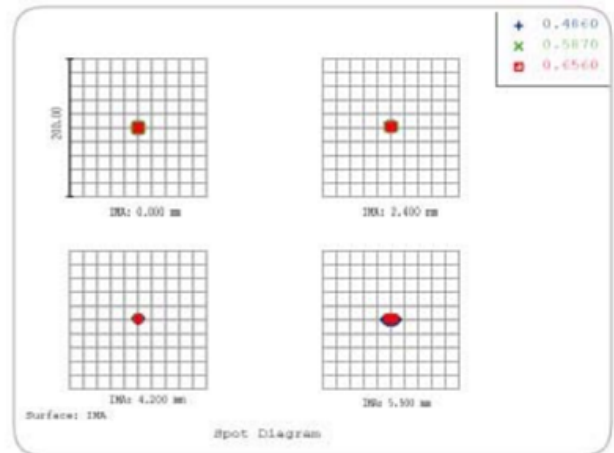 + 0.4860
× 0.5870
0.6560
200.00
IMA: 0.000 mm
IMA: 2.400 mm
IMA: 4.200 mm
IMA: 5.500 mm
Surface: IMA
Spot Diagram